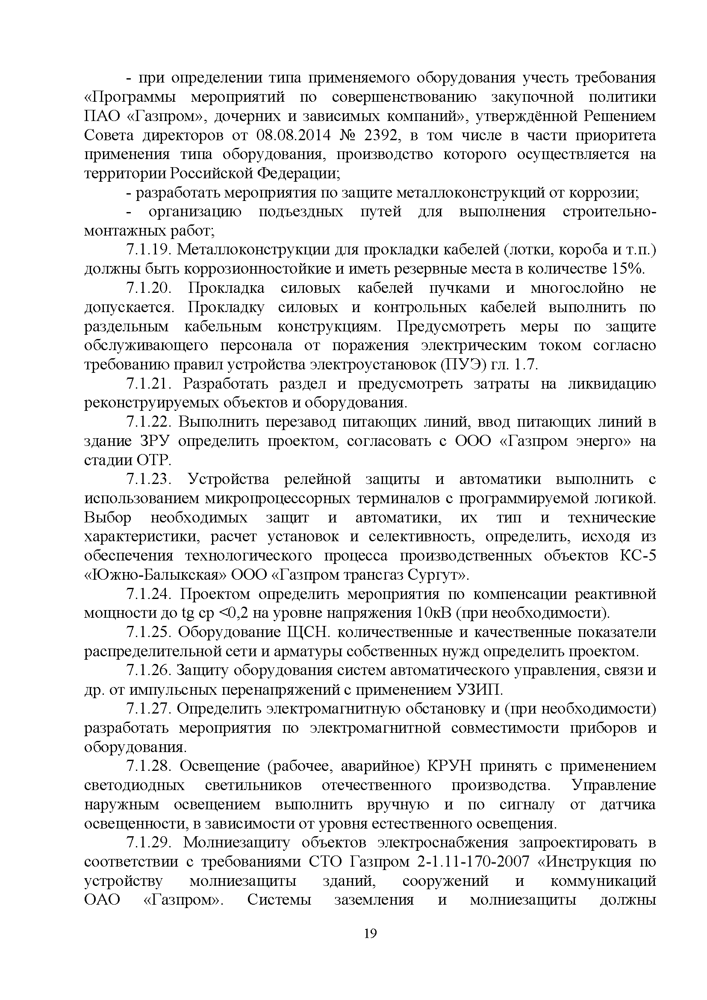 - при определении типа применяемого оборудования учесть требования
«Программы мероприятий по совершенствованию закупочной политики
ПАО «Газпром», дочерних и зависимых компаний», утверждённой Решением
Совета директоров от 08.08.2014 № 2392, в том числе в части приоритета
применения типа оборудования, производство которого осуществляется на
территории Российской Федерации;
- разработать мероприятия по защите металлоконструкций от коррозии;
- организацию подъездных путей для выполнения строительно-
монтажных работ;
7.1.19. Металлоконструкции для прокладки кабелей (лотки, короба и т.п.)
должны быть коррозионностойкие и иметь резервные места в количестве 15%.
7.1.20. Прокладка силовых кабелей пучками и многослойно не
допускается. Прокладку силовых и контрольных кабелей выполнить по
раздельным кабельным конструкциям. Предусмотреть меры по защите
обслуживающего персонала от поражения электрическим током согласно
требованию правил устройства электроустановок (ПУЭ) гл. 1.7.
7.1.21. Разработать раздел и предусмотреть затраты на ликвидацию
реконструируемых объектов и оборудования.
7.1.22. Выполнить перезавод питающих линий, ввод питающих линий в
здание ЗРУ определить проектом, согласовать с ООО «Газпром энерго» на
стадии ОТР.
7.1.23. Устройства релейной защиты и автоматики выполнить с
использованием микропроцессорных терминалов с программируемой логикой.
Выбор необходимых защит и автоматики, их тип и технические
характеристики, расчет установок и селективность, определить, исходя из
обеспечения технологического процесса производственных объектов КС-5
«Южно-Балыкская» ООО «Газпром трансгаз Сургут».
7.1.24. Проектом определить мероприятия по компенсации реактивной
мощности до tg ср <0,2 на уровне напряжения 10кВ (при необходимости).
7.1.25. Оборудование ЩСН. количественные и качественные показатели
распределительной сети и арматуры собственных нужд определить проектом.
7.1.26. Защиту оборудования систем автоматического управления, связи и
др. от импульсных перенапряжений с применением УЗИП.
7.1.27. Определить электромагнитную обстановку и (при необходимости)
разработать мероприятия по электромагнитной совместимости приборов и
оборудования.
7.1.28. Освещение (рабочее, аварийное) КРУН принять с применением
светодиодных светильников отечественного производства. Управление
наружным освещением выполнить вручную и по сигналу от датчика
освещенности, в зависимости от уровня естественного освещения.
7.1.29. Молниезащиту объектов электроснабжения запроектировать в
соответствии с требованиями СТО Газпром 2-1.11-170-2007 «Инструкция по
устройству молниезащиты зданий, сооружений и коммуникаций
ОАО «Газпром». Системы заземления и молниезащиты должны
19